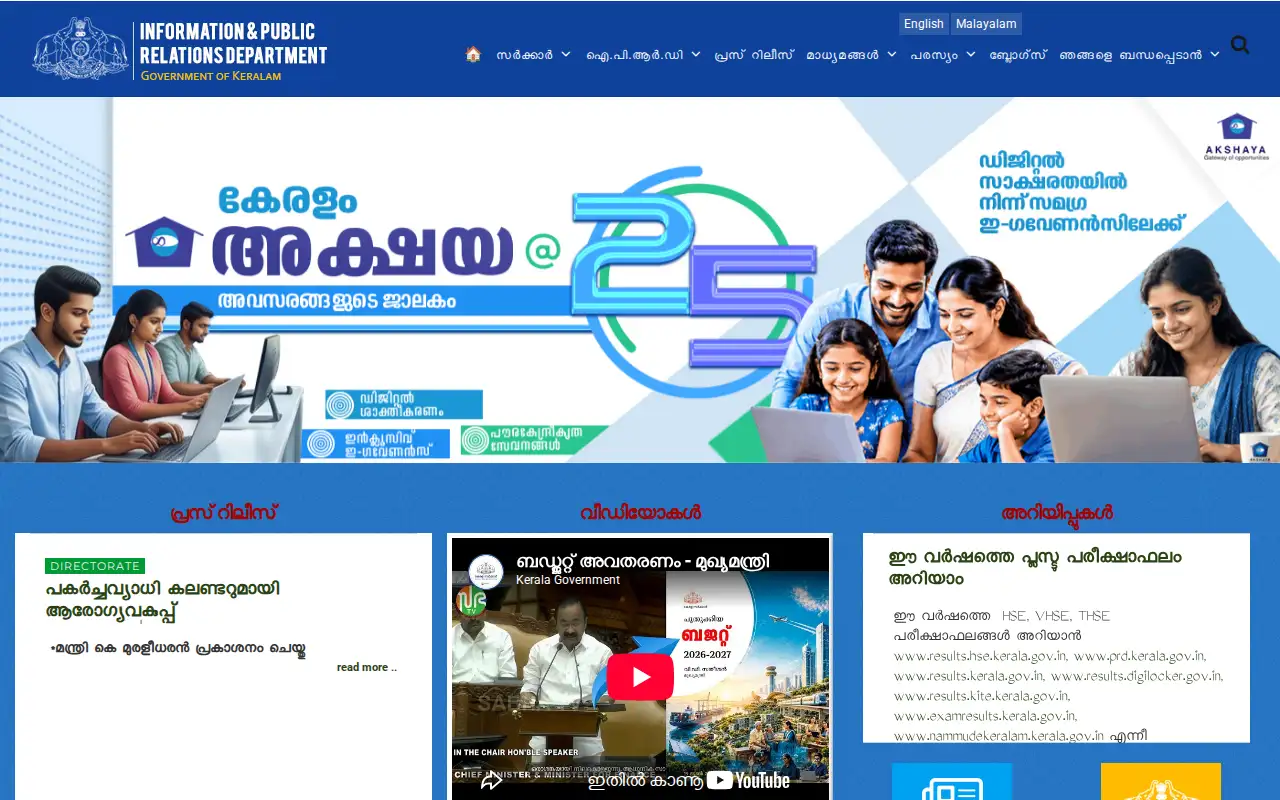 INFORMATION & PUBLIC
RELATIONS DEPARTMENT
GOVERNMENT OF KERALAM
English Malayalam
സർക്കാർ ഐ.പി.ആർ.ഡി പ്രസ് റിലീസ് മാധ്യമങ്ങൾ പരസ്യം ബ്ലോഗ്സ് ഞങ്ങളെ ബന്ധപ്പെടാൻ
AKSHAYA
Gateway of opportunities
ഡിജിറ്റൽ
സാക്ഷരതയിൽ
നിന്ന് സമഗ്ര
ഇ-ഗവേണൻസിലേക്ക്
കേരളം
അക്ഷയ @ 25
അവസരങ്ങളുടെ ജാലകം
ഡിജിറ്റൽ
ശാക്തീകരണം
ഇൻക്ലൂസിവ്
ഇ-ഗവേണൻസ്
പൗരകേന്ദ്രീകൃത
സേവനങ്ങൾ
പ്രസ് റിലീസ്
DIRECTORATE
പകർച്ചവ്യാധി കലണ്ടറുമായി
ആരോഗ്യവകുപ്പ്
*മന്ത്രി കെ മുരളീധരൻ പ്രകാശനം ചെയ്തു
read more ..
വീഡിയോകൾ
ബഡ്ജറ്റ് അവതരണം - മുഖ്യമന്ത്രി
Kerala Government
TV
പുതുക്കിയ
ബജറ്റ്
2026-2027
വി.ഡി. സതീശൻ
മുഖ്യമന്ത്രി
IN THE CHAIR HON'BLE SPEAKER
CHIEF MINISTER & MINISTER FOR FINANCE
ഇതിൽ കാണൂ YouTube
അറിയിപ്പുകൾ
ഈ വർഷത്തെ പ്ലസ്ടു പരീക്ഷാഫലം
അറിയാം
ഈ വർഷത്തെ HSE, VHSE, THSE
പരീക്ഷാഫലങ്ങൾ അറിയാൻ
www.results.hse.kerala.gov.in, www.prd.kerala.gov.in,
www.results.kerala.gov.in, www.results.digilocker.gov.in,
www.results.kite.kerala.gov.in,
www.examresults.kerala.gov.in,
www.nammudekeralam.kerala.gov.in എന്നീ